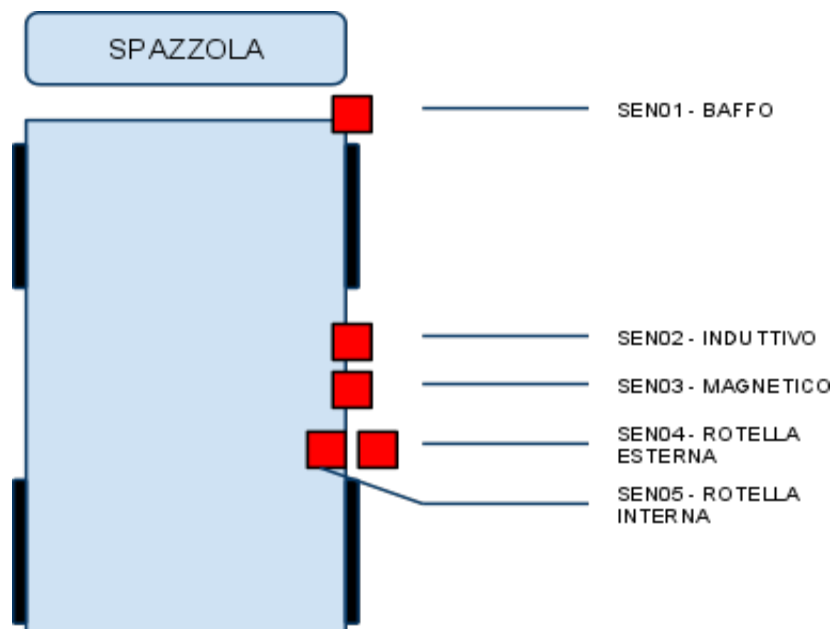 SPAZZOLA
SEN01 - BAFFO
SEN02 - INDUTTIVO
SEN03 - MAGNETICO
SEN04 - ROTELLA
ESTERNA
SEN05 - ROTELLA
INTERNA